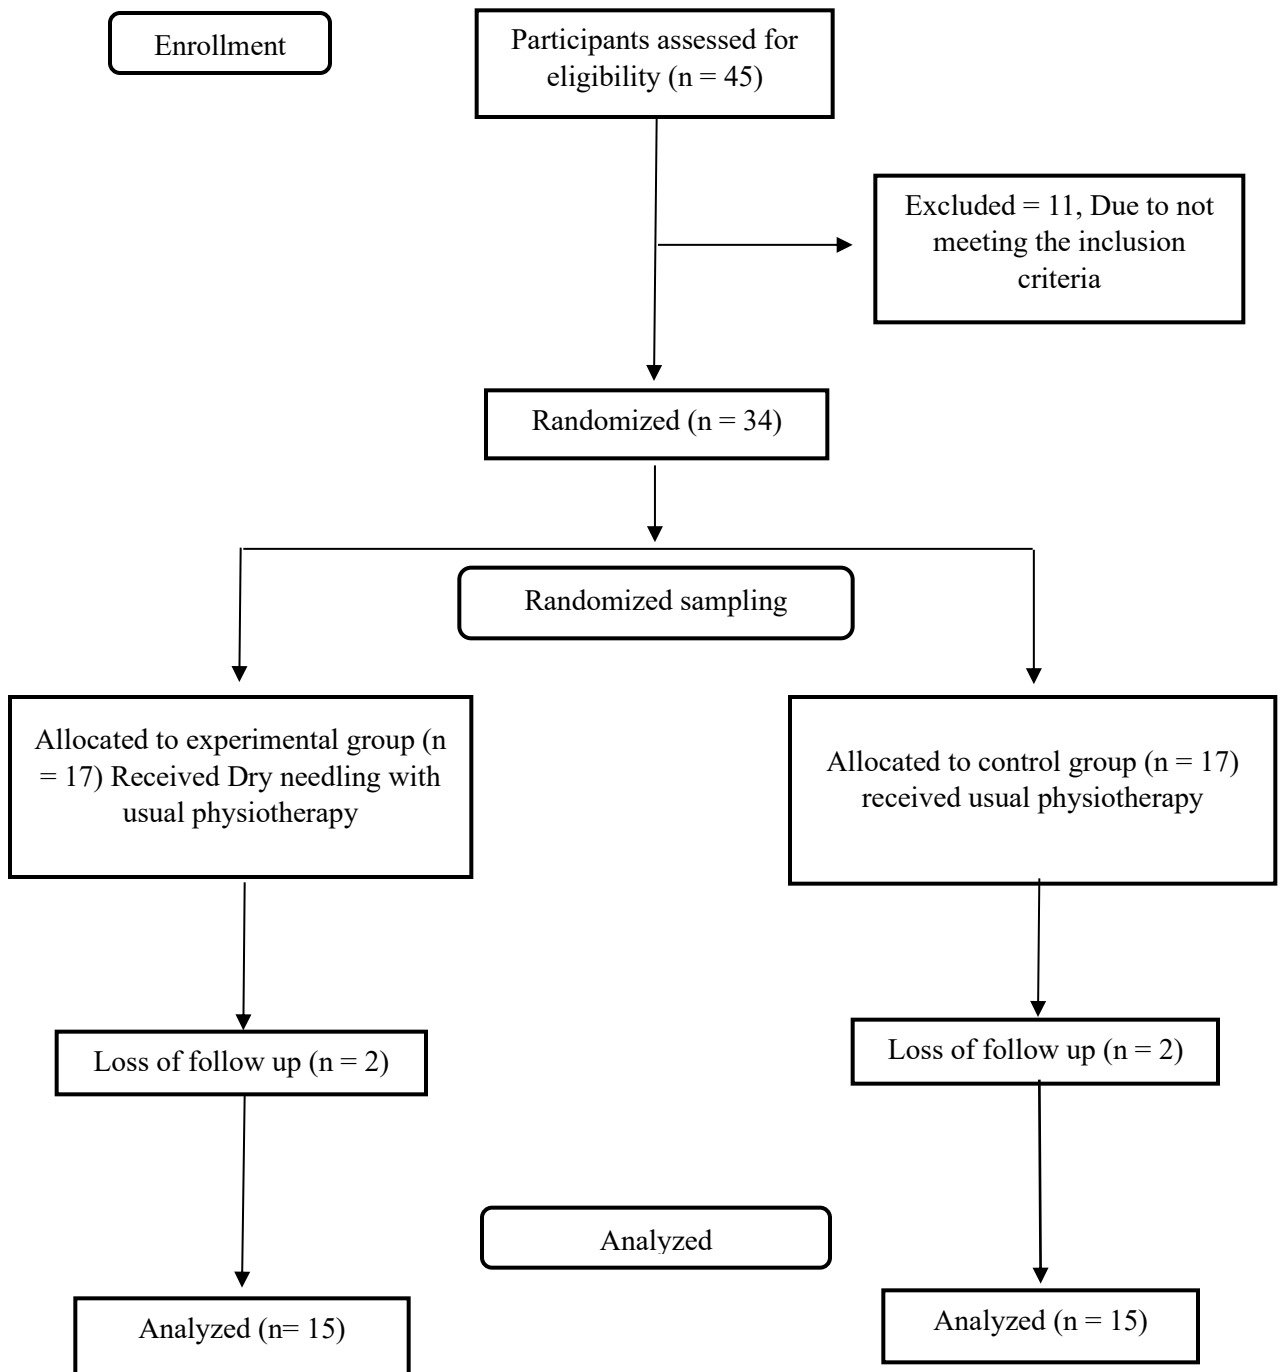 Enrollment
Participants assessed for
eligibility (n = 45)
Excluded = 11, Due to not
meeting the inclusion
criteria
Randomized (n = 34)
Randomized sampling
Allocated to experimental group (n
= 17) Received Dry needling with
usual physiotherapy
Allocated to control group (n = 17)
received usual physiotherapy
Loss of follow up (n = 2)
Loss of follow up (n = 2)
Analyzed
Analyzed (n= 15)
Analyzed (n = 15)